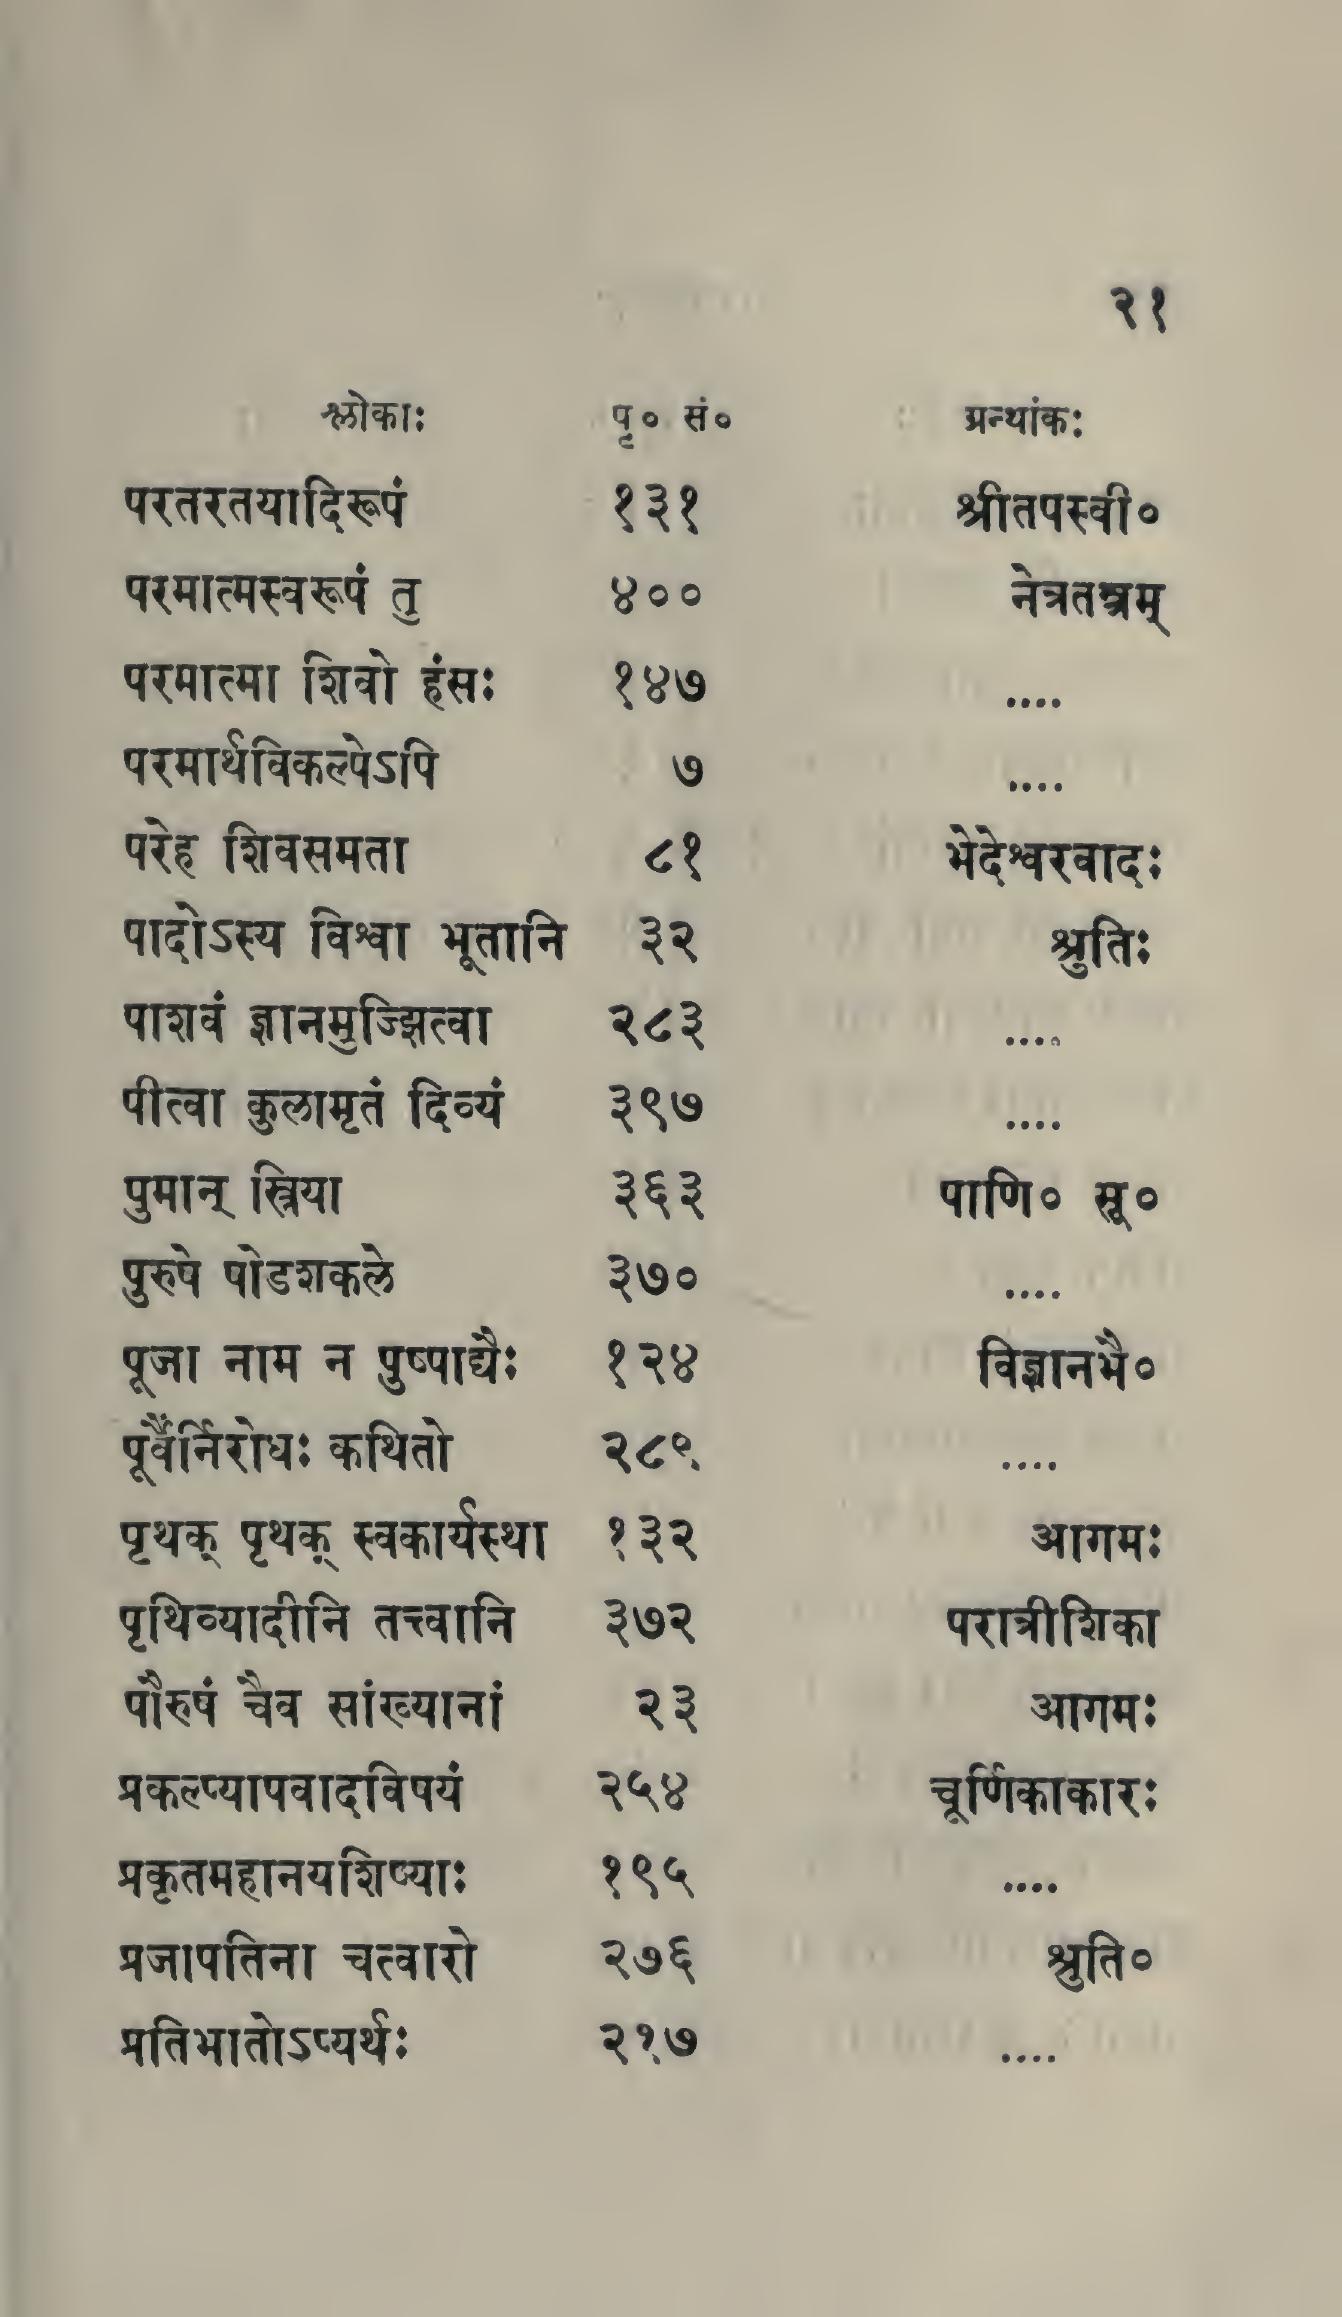 २१
श्लोकाः पृ० सं० ग्रन्थांकः
परतरतयादिरूपं १३१ श्रीतपस्वी०
परमात्मस्वरूपं तु ४०० नेत्रतन्त्रम्
परमात्मा शिवो हंसः १४७ ....
परमार्थविकल्पेऽपि ७ ....
परेह शिवसमता ८१ भेदेश्वरवादः
पादोऽस्य विश्वा भूतानि ३२ श्रुतिः
पाशवं ज्ञानमुज्झित्वा २८३ ....
पीत्वा कुलामृतं दिव्यं ३९७ ....
पुमान् स्त्रिया ३६३ पाणि० सू०
पुरुषे षोडशकले ३७० ....
पूजा नाम न पुष्पाद्यैः १२४ विज्ञानभै०
पूर्वैर्निरोधः कथितो २८९ ....
पृथक् पृथक् स्वकार्यस्था १३२ आगमः
पृथिव्यादीनि तत्त्वानि ३७२ परात्रीशिका
पौरुषं चैव सांख्यानां २३ आगमः
प्रकल्प्यापवादविषयं २५४ चूर्णिकाकारः
प्रकृतमहानयशिष्याः १९५ ....
प्रजापतिना चत्वारो २७६ श्रुति०
प्रतिभातोऽप्यर्थः २१७ ....